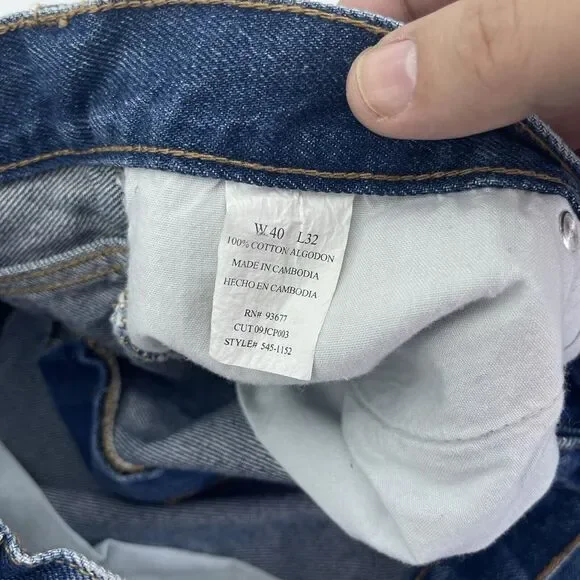 W.40 L32
100% COTTON ALGODON
MADE IN CAMBODIA
HECHO EN CAMBODIA
RN# 93677
CUT 09JCP003
STYLE# 545-1152